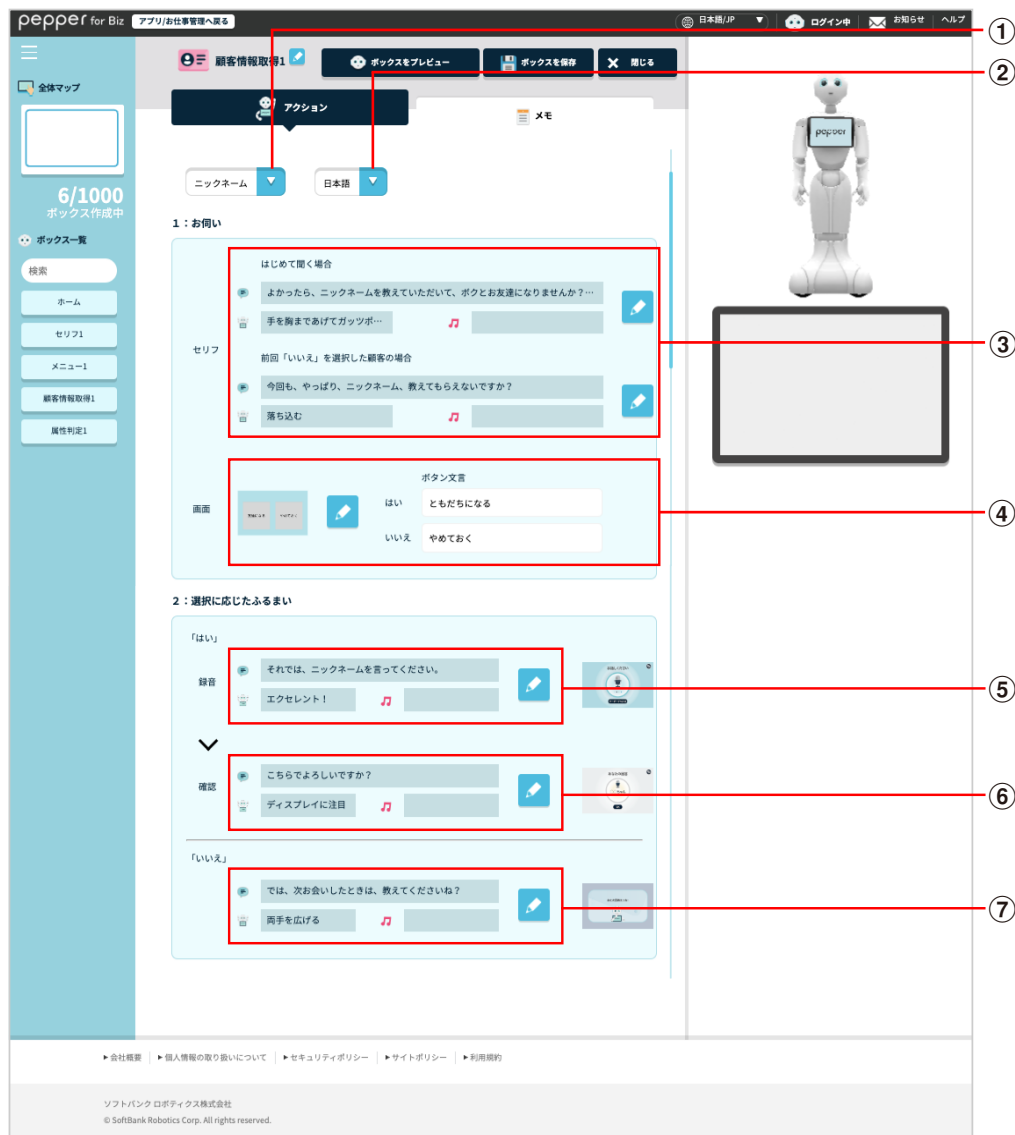 pepper for Biz アプリ/お仕事管理へ戻る 日本語/JP ▼ ログイン中 お知らせ ヘルプ
全体マップ
6/1000
ボックス作成中
ボックス一覧
検索
ホーム
セリフ1
メニュー1
顧客情報取得1
属性判定1
顧客情報取得1 ボックスをプレビュー ボックスを保存 X 閉じる
アクション メモ
ニックネーム ▼ 日本語 ▼
1：お伺い
セリフ
はじめて聞く場合
よかったら、ニックネームを教えていただいて、ボクとお友達になりませんか？…
手を胸まであげてガッツポ…
前回「いいえ」を選択した顧客の場合
今回も、やっぱり、ニックネーム、教えてもらえないですか？
落ち込む
画面
ボタン文言
はい ともだちになる
いいえ やめておく
2：選択に応じたふるまい
「はい」
録音
それでは、ニックネームを言ってください。
エクセレント！
確認
こちらでよろしいですか？
ディスプレイに注目
「いいえ」
では、次お会いしたときは、教えてくださいね？
両手を広げる
pepper
①
②
③
④
⑤
⑥
⑦
▶会社概要 ▶個人情報の取り扱いについて ▶セキュリティポリシー ▶サイトポリシー ▶利用規約
ソフトバンク ロボティクス株式会社
© SoftBank Robotics Corp. All rights reserved.